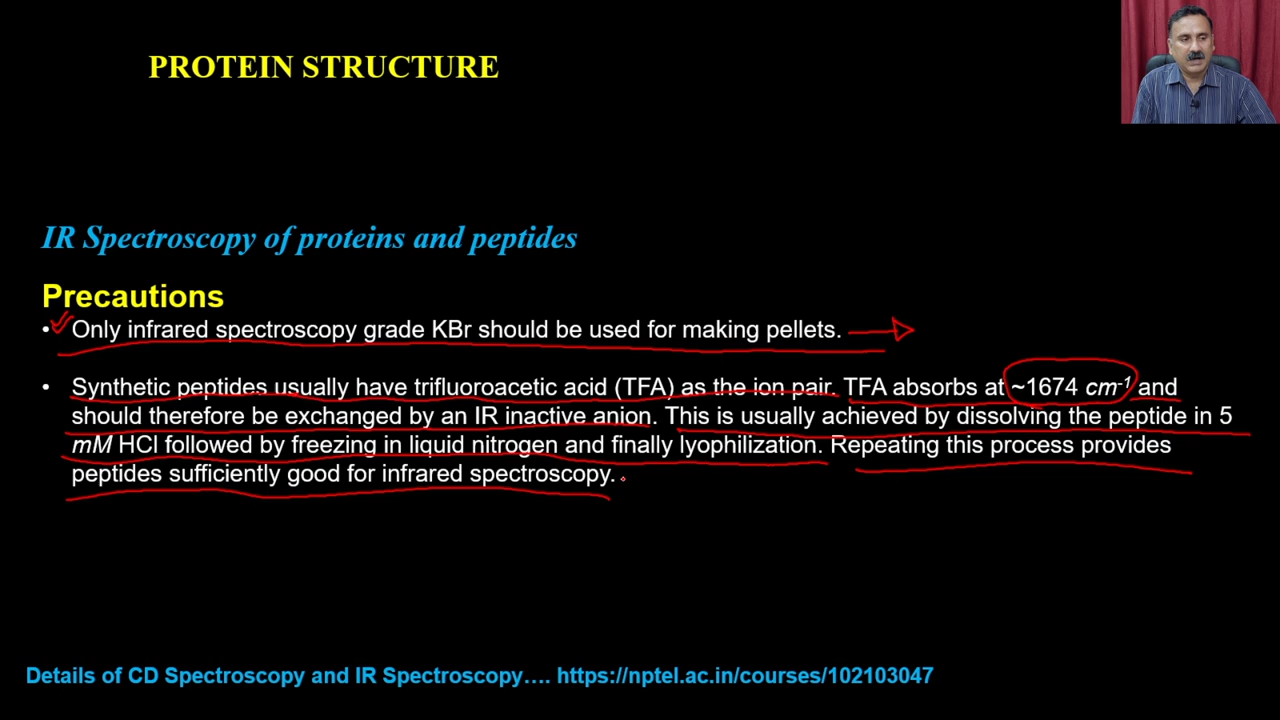 PROTEIN STRUCTURE
IR Spectroscopy of proteins and peptides
Precautions
• Only infrared spectroscopy grade KBr should be used for making pellets.
• Synthetic peptides usually have trifluoroacetic acid (TFA) as the ion pair. TFA absorbs at ~1674 cm⁻¹ and
should therefore be exchanged by an IR inactive anion. This is usually achieved by dissolving the peptide in 5
mM HCl followed by freezing in liquid nitrogen and finally lyophilization. Repeating this process provides
peptides sufficiently good for infrared spectroscopy.
Details of CD Spectroscopy and IR Spectroscopy…. https://nptel.ac.in/courses/102103047